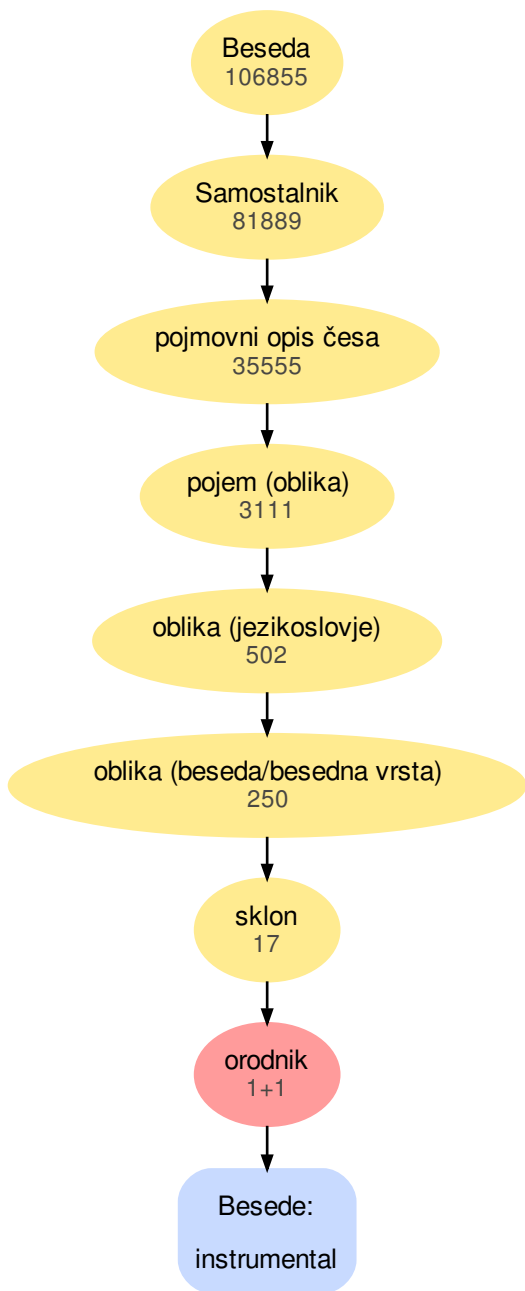 Beseda
106855
Samostalnik
81889
pojmovni opis česa
35555
pojem (oblika)
3111
oblika (jezikoslovje)
502
oblika (beseda/besedna vrsta)
250
sklon
17
orodnik
1+1
Besede:
instrumental